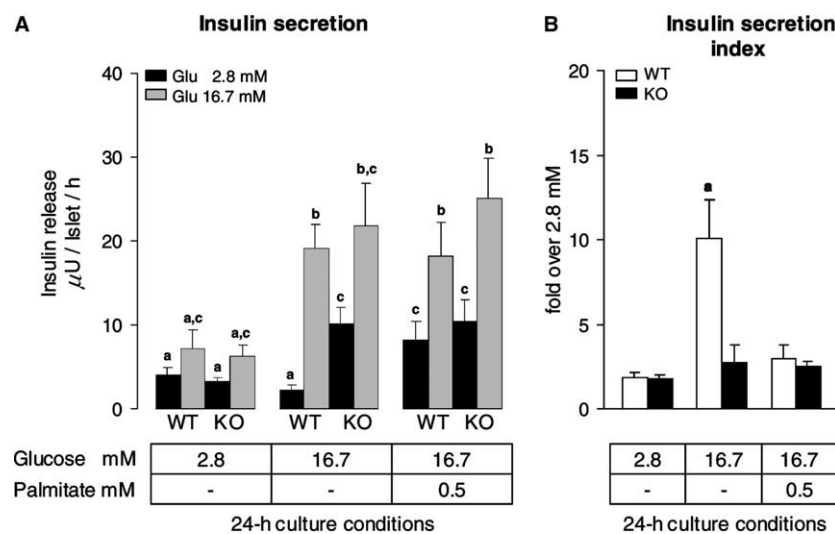 A
Insulin secretion
Glu 2.8 mM
Glu 16.7 mM
Insulin release
μU / Islet / h
40
30
20
10
0
a
a,c
a
a,c
a
b
c
b,c
c
b
c
b
WT KO
WT KO
WT KO
Glucose mM 2.8 16.7 16.7
Palmitate mM - - 0.5
24-h culture conditions
B
Insulin secretion
index
WT
KO
fold over 2.8 mM
20
15
10
5
0
a
2.8 16.7 16.7
- - 0.5
24-h culture conditions